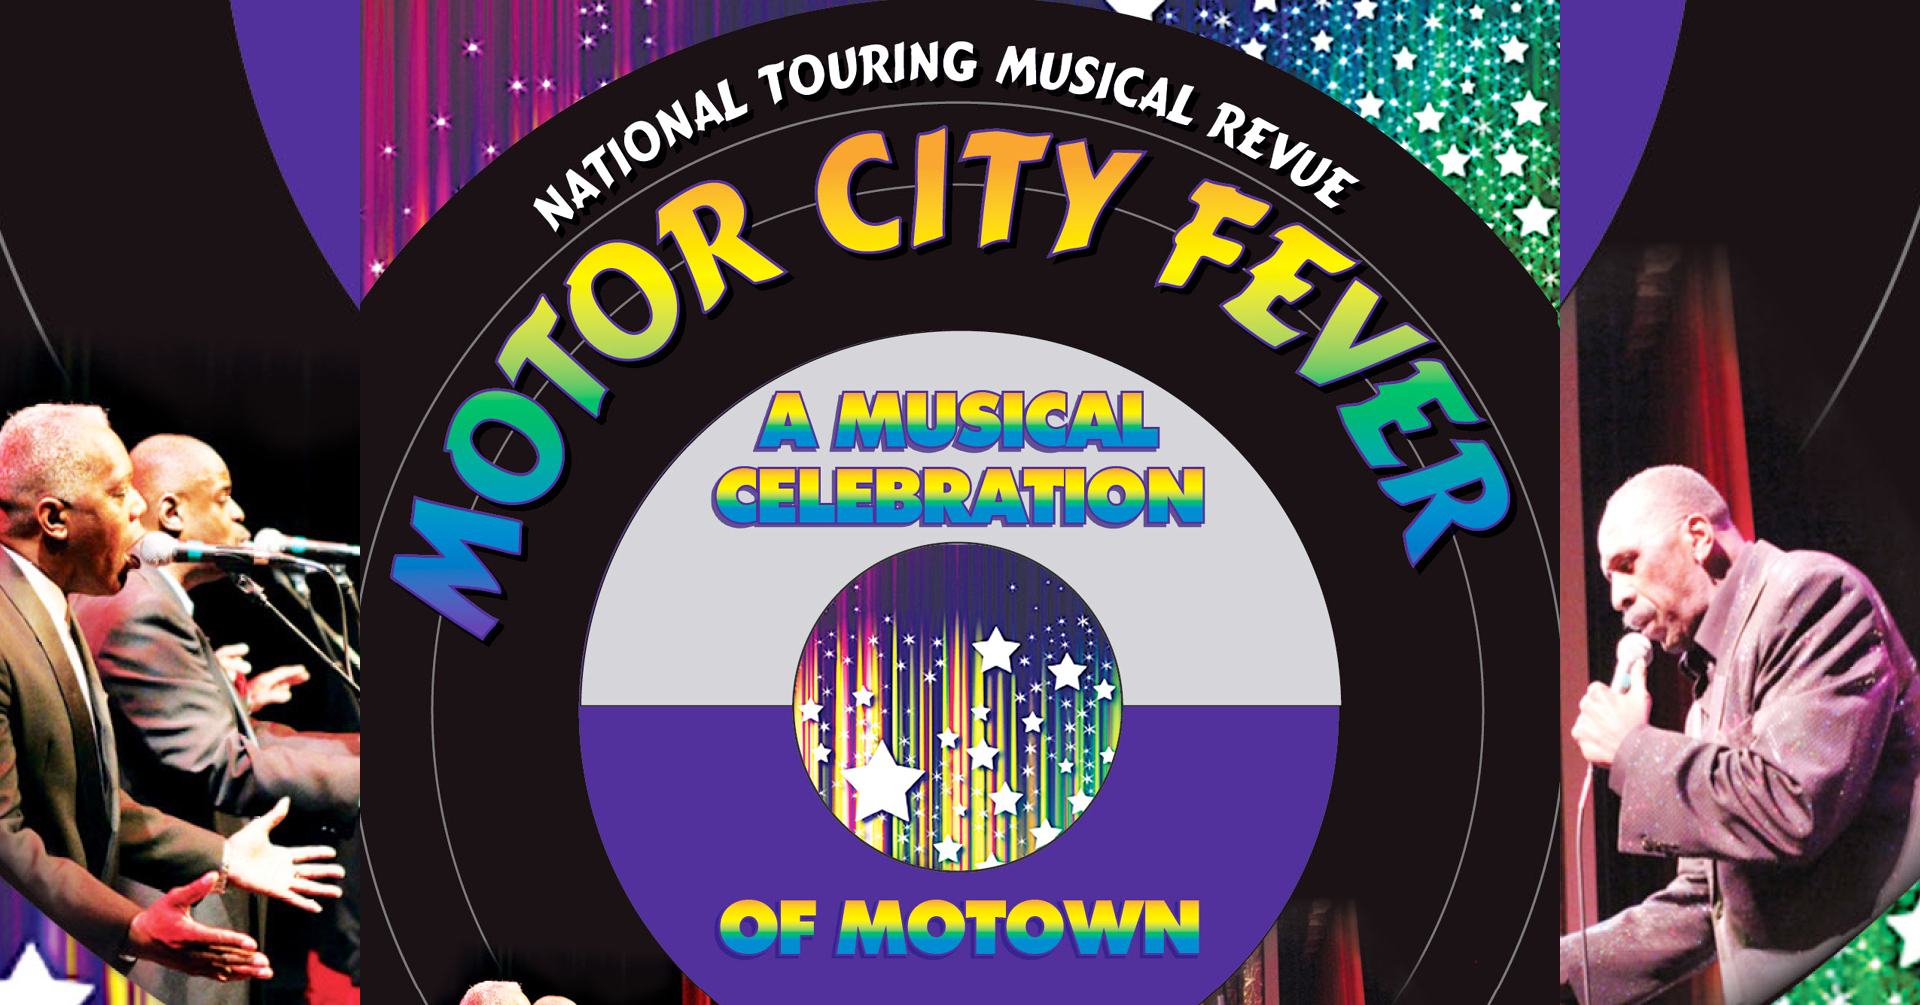 NATIONAL TOURING MUSICAL REVUE
MOTOR CITY FEVER
A MUSICAL
CELEBRATION
OF MOTOWN